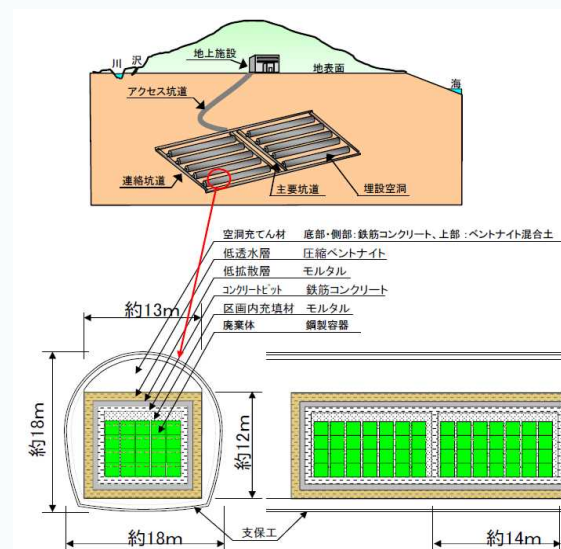 地上施設
川
沢
地表面
海
アクセス坑道
連絡坑道
主要坑道
埋設空洞
空洞充てん材　底部・側部:鉄筋コンクリート、上部:ベントナイト混合土
低透水層　圧縮ベントナイト
低拡散層　モルタル
コンクリートピット　鉄筋コンクリート
区画内充填材　モルタル
廃棄体　鋼製容器
約13m
約18m
約12m
支保工
約18m
約14m